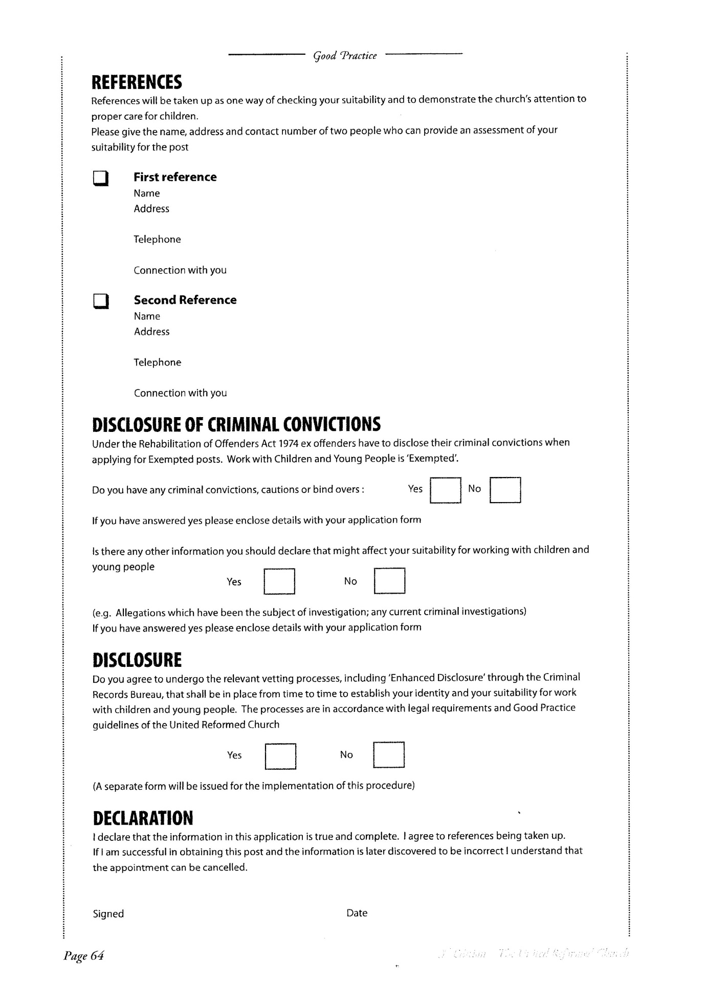 Good Practice
REFERENCES
References will be taken up as one way of checking your suitability and to demonstrate the church's attention to
proper care for children.
Please give the name, address and contact number of two people who can provide an assessment of your
suitability for the post
First reference
Name
Address
Telephone
Connection with you
Second Reference
Name
Address
Telephone
Connection with you
DISCLOSURE OF CRIMINAL CONVICTIONS
Under the Rehabilitation of Offenders Act 1974 ex offenders have to disclose their criminal convictions when
applying for Exempted posts. Work with Children and Young People is 'Exempted'.
Do you have any criminal convictions, cautions or bind overs : Yes No
If you have answered yes please enclose details with your application form
Is there any other information you should declare that might affect your suitability for working with children and
young people
Yes No
(e.g. Allegations which have been the subject of investigation; any current criminal investigations)
If you have answered yes please enclose details with your application form
DISCLOSURE
Do you agree to undergo the relevant vetting processes, including 'Enhanced Disclosure' through the Criminal
Records Bureau, that shall be in place from time to time to establish your identity and your suitability for work
with children and young people. The processes are in accordance with legal requirements and Good Practice
guidelines of the United Reformed Church
Yes No
(A separate form will be issued for the implementation of this procedure)
DECLARATION
I declare that the information in this application is true and complete. I agree to references being taken up.
If I am successful in obtaining this post and the information is later discovered to be incorrect I understand that
the appointment can be cancelled.
Signed Date
Page 64 The United Reformed Church